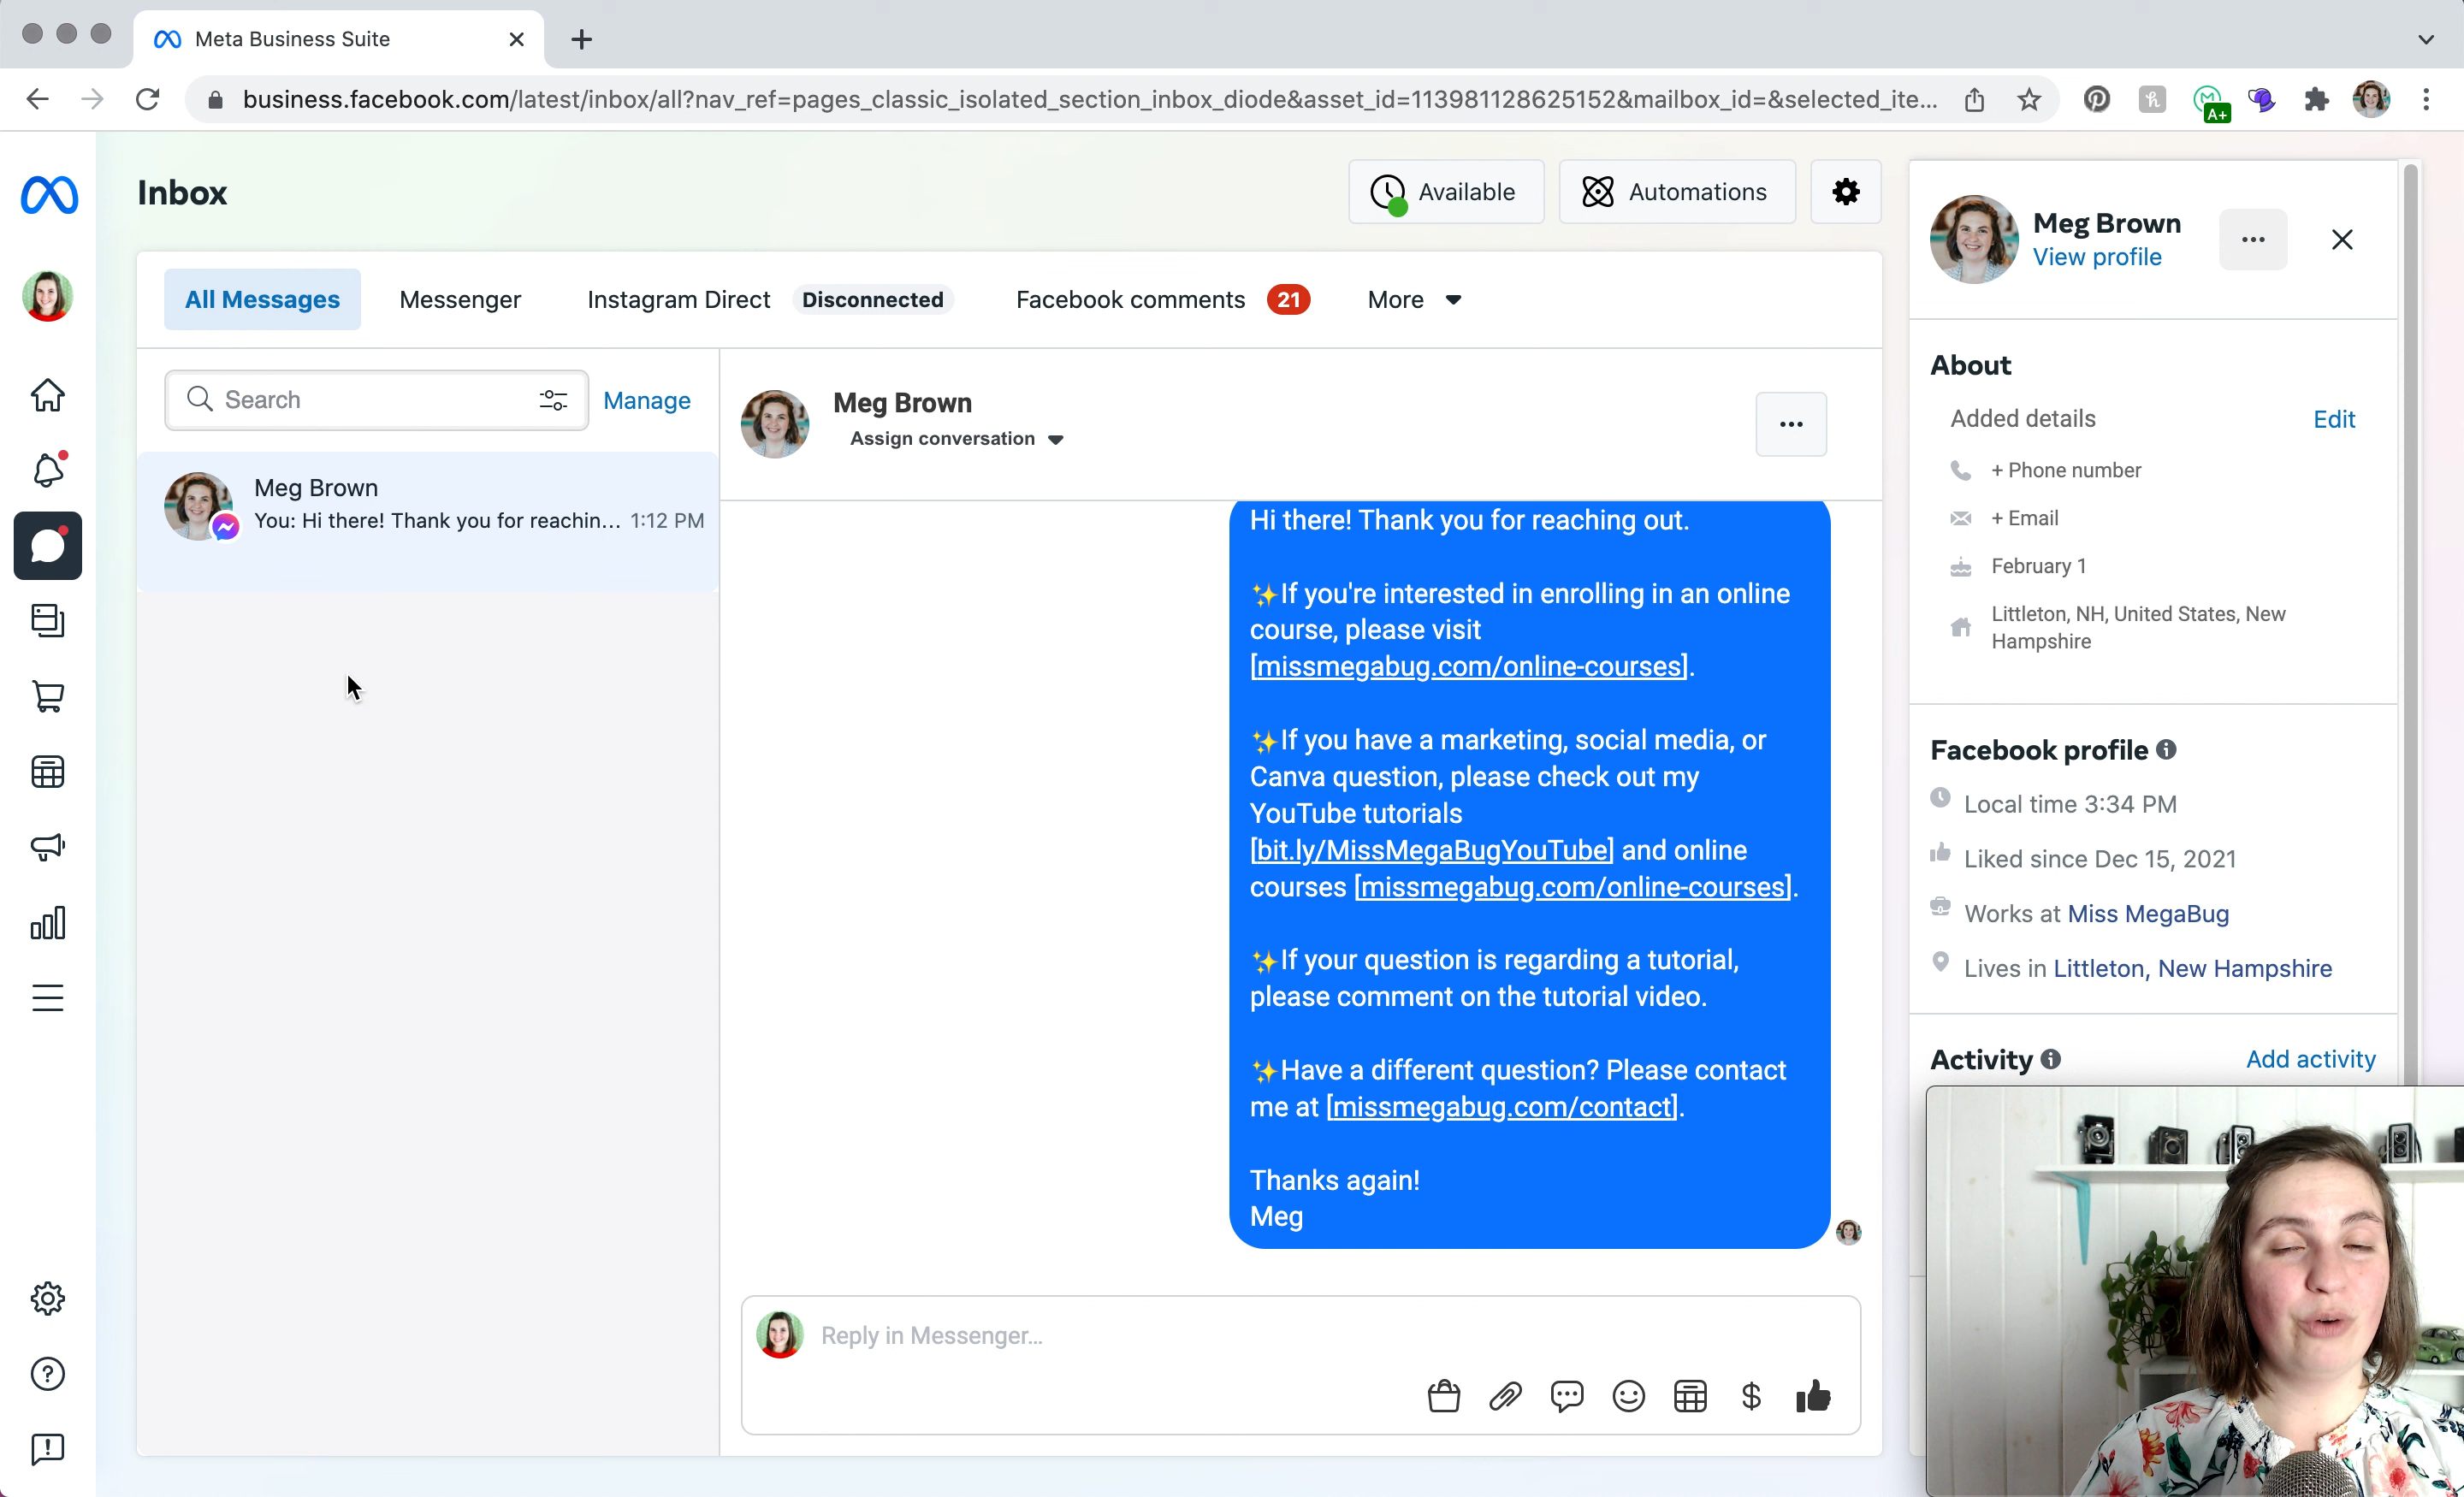 Meta Business Suite
business.facebook.com/latest/inbox/all?nav_ref=pages_classic_isolated_section_inbox_diode&asset_id=113981128625152&mailbox_id=&selected_ite...
A+
Inbox
Available
Automations
All Messages
Messenger
Instagram Direct
Disconnected
Facebook comments
21
More
Search
Manage
Meg Brown
You: Hi there! Thank you for reachin... 1:12 PM
Meg Brown
Assign conversation
Hi there! Thank you for reaching out.
✨If you're interested in enrolling in an online
course, please visit
[missmegabug.com/online-courses].
✨If you have a marketing, social media, or
Canva question, please check out my
YouTube tutorials
[bit.ly/MissMegaBugYouTube] and online
courses [missmegabug.com/online-courses].
✨If your question is regarding a tutorial,
please comment on the tutorial video.
✨Have a different question? Please contact
me at [missmegabug.com/contact].
Thanks again!
Meg
Reply in Messenger...
Meg Brown
View profile
About
Added details
Edit
+ Phone number
+ Email
February 1
Littleton, NH, United States, New
Hampshire
Facebook profile
Local time 3:34 PM
Liked since Dec 15, 2021
Works at Miss MegaBug
Lives in Littleton, New Hampshire
Activity
Add activity